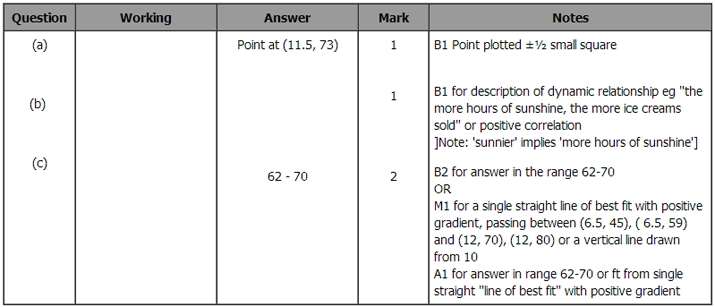 Question Working Answer Mark Notes
(a) Point at (11.5, 73) 1 B1 Point plotted ±½ small square
(b) 1 B1 for description of dynamic relationship eg "the
more hours of sunshine, the more ice creams
sold" or positive correlation
]Note: 'sunnier' implies 'more hours of sunshine']
(c) 62 - 70 2 B2 for answer in the range 62-70
OR
M1 for a single straight line of best fit with positive
gradient, passing between (6.5, 45), ( 6.5, 59)
and (12, 70), (12, 80) or a vertical line drawn
from 10
A1 for answer in range 62-70 or ft from single
straight "line of best fit" with positive gradient